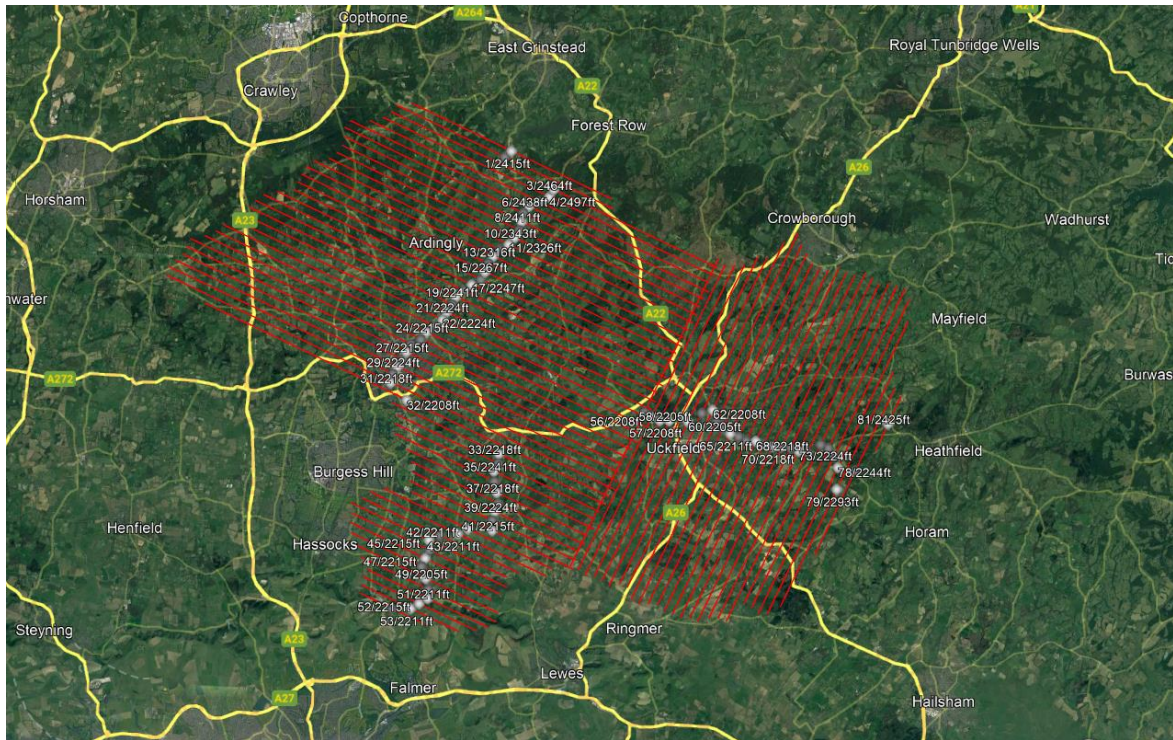 Copthorne
A264
A21
East Grinstead
Royal Tunbridge Wells
Crawley
A22
Forest Row
1/2415ft
A26
3/2464ft
Horsham
6/2438ft
4/2497ft
A23
8/2411ft
Crowborough
Wadhurst
10/2343ft
Ardingly
1/2326ft
13/2316ft
Tic
15/2267ft
17/2247ft
19/2241ft
nwater
21/2224ft
A22
Mayfield
22/2224ft
24/2215ft
27/2215ft
29/2224ft
A272
31/2218ft
A272
Burwas
32/2208ft
62/2208ft
58/2205ft
56/2208ft
81/2425ft
60/2205ft
57/2208ft
33/2218ft
Uckfield
65/2211ft
68/2218ft
Heathfield
35/2241ft
70/2218ft
73/2224ft
Burgess Hill
78/2244ft
37/2218ft
79/2293ft
39/2224ft
A26
Henfield
41/2215ft
42/2211ft
Horam
Hassocks
45/2215ft
43/2211ft
47/2215ft
49/2205ft
51/2211ft
52/2215ft
53/2211ft
Steyning
Ringmer
A23
Lewes
Falmer
A27
Hailsham